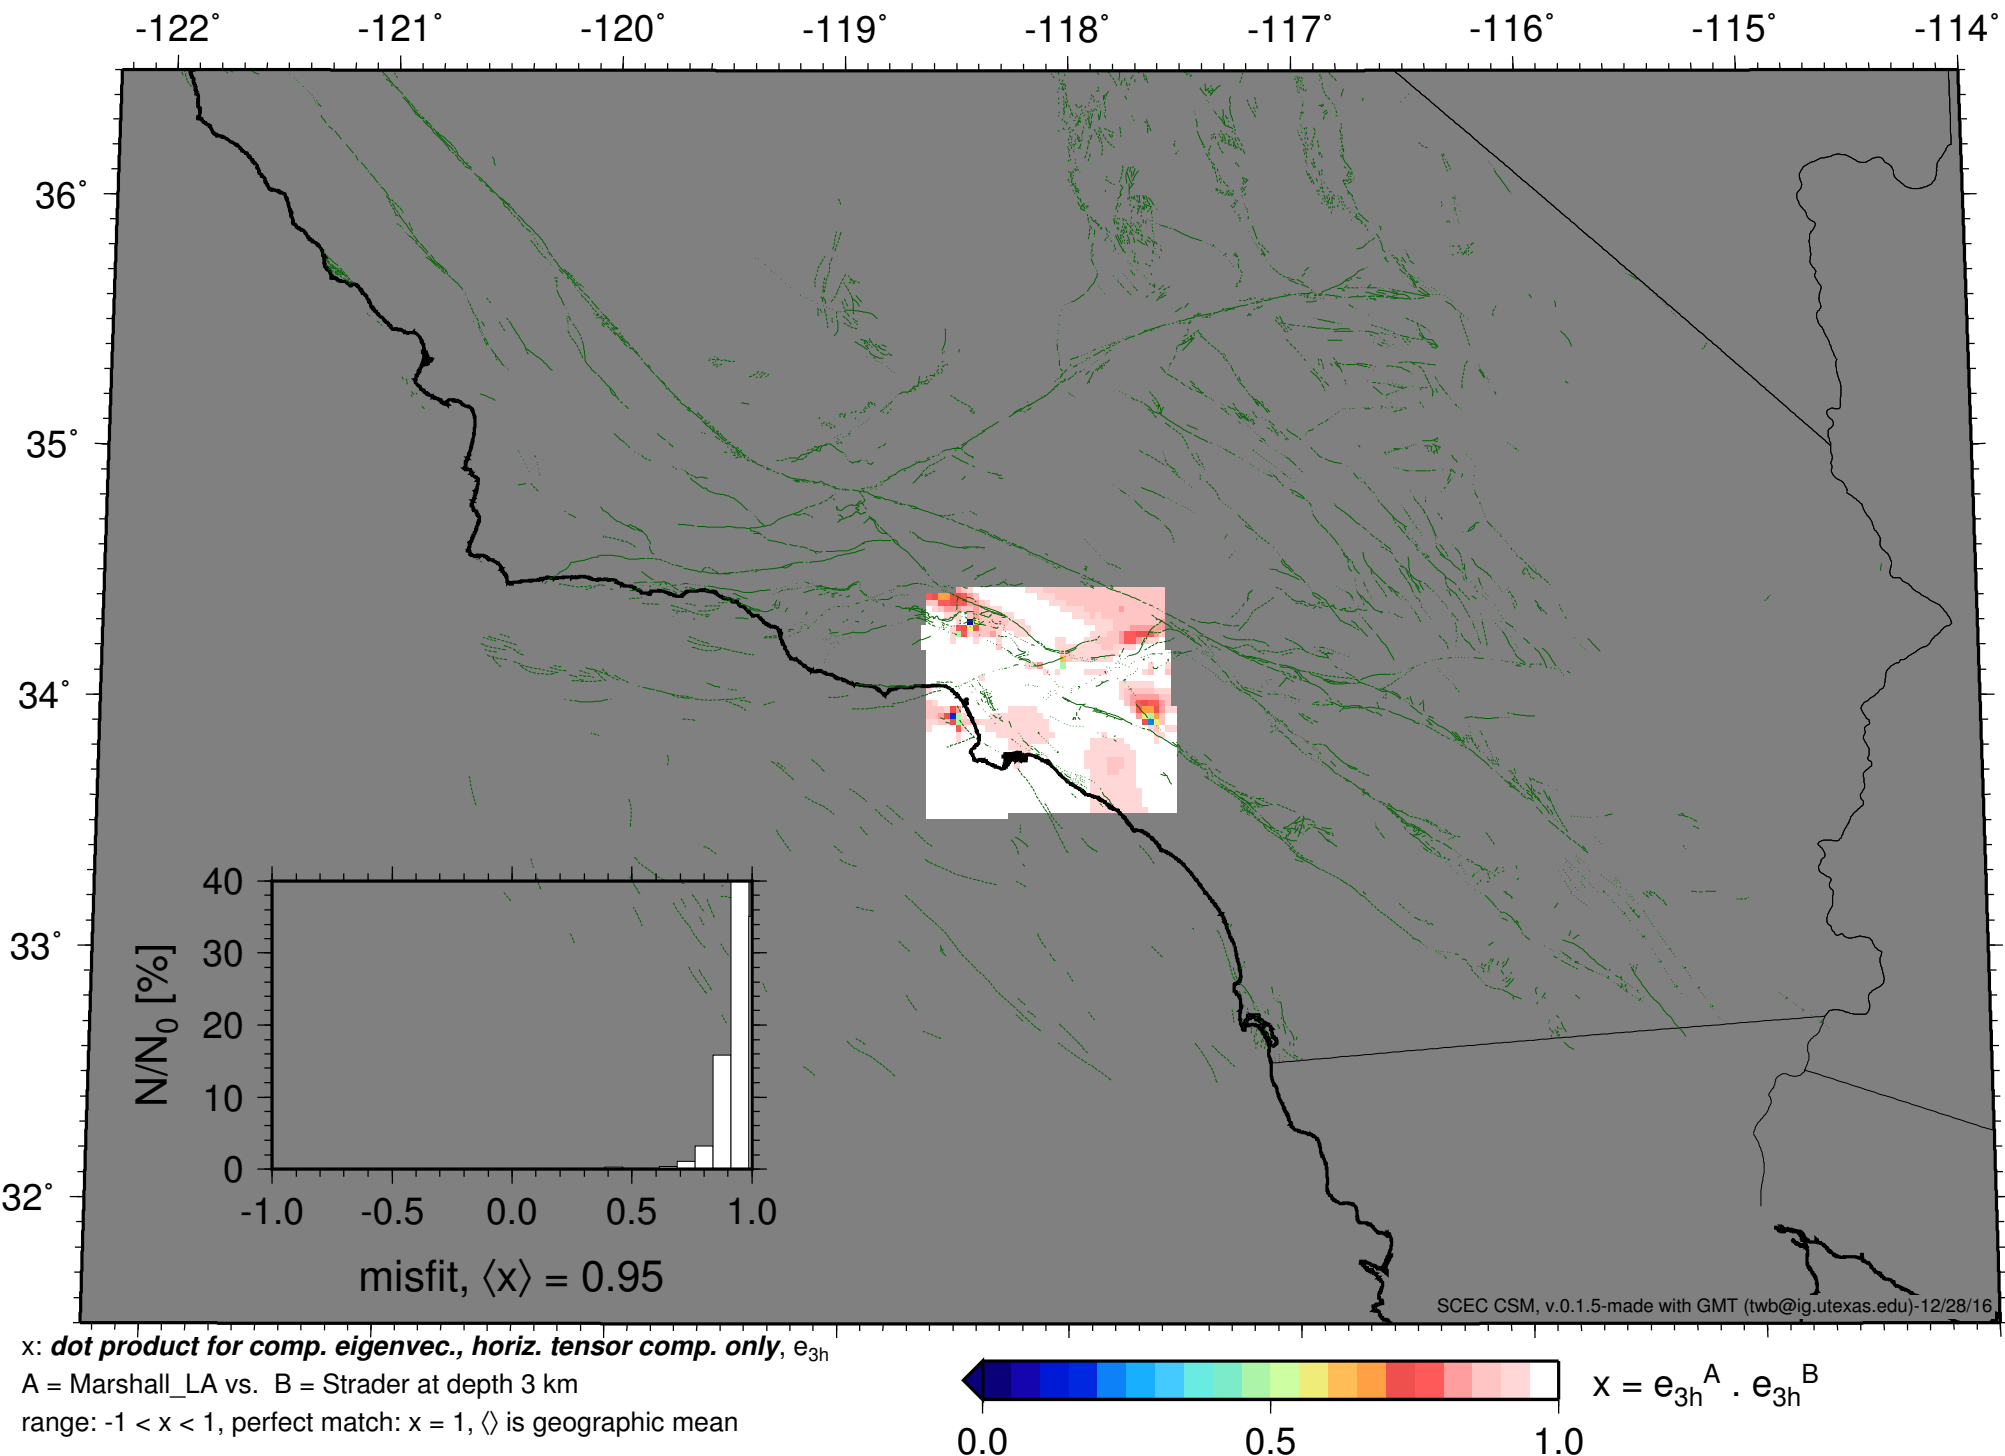 -122° -121° -120° -119° -118° -117° -116° -115° -114°
36°
35°
34°
33°
32°
40
30
20
10
0
N/N0 [%]
-1.0 -0.5 0.0 0.5 1.0
misfit, ⟨x⟩ = 0.95
SCEC CSM, v.0.1.5-made with GMT (twb@ig.utexas.edu)-12/28/16
x: dot product for comp. eigenvec., horiz. tensor comp. only, e3h
A = Marshall_LA vs. B = Strader at depth 3 km
range: -1 < x < 1, perfect match: x = 1, ⟨⟩ is geographic mean
x = e3h^A . e3h^B
0.0 0.5 1.0